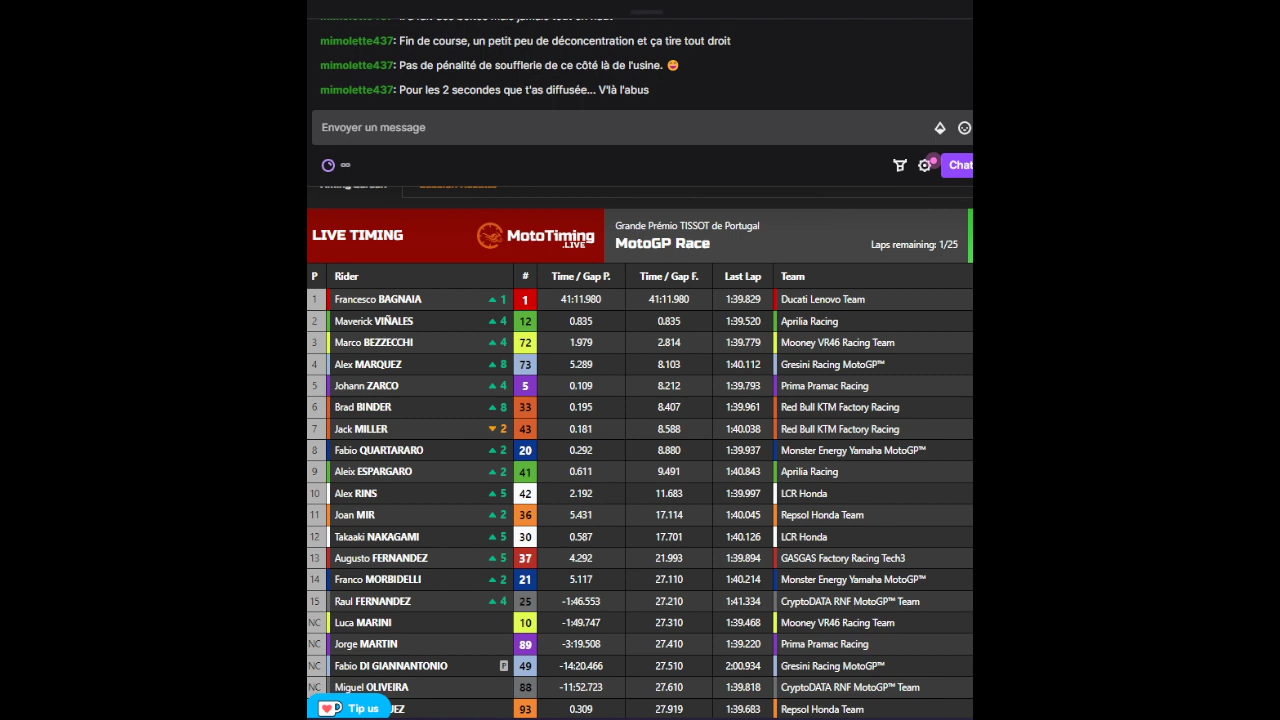 mimolette437: Fin de course, un petit peu de déconcentration et ça tire tout droit
mimolette437: Pas de pénalité de soufflerie de ce côté là de l'usine. 🤩
mimolette437: Pour les 2 secondes que t'as diffusée... V'là l'abus
Envoyer un message
∞
Chat
LIVE TIMING MotoTiming .LIVE
Grande Prémio TISSOT de Portugal
MotoGP Race Laps remaining: 1/25
P Rider # Time / Gap P. Time / Gap F. Last Lap Team
1 Francesco BAGNAIA 1 1 41:11.980 41:11.980 1:39.829 Ducati Lenovo Team
2 Maverick VIÑALES 4 12 0.835 0.835 1:39.520 Aprilia Racing
3 Marco BEZZECCHI 4 72 1.979 2.814 1:39.779 Mooney VR46 Racing Team
4 Alex MARQUEZ 8 73 5.289 8.103 1:40.112 Gresini Racing MotoGP™
5 Johann ZARCO 4 5 0.109 8.212 1:39.793 Prima Pramac Racing
6 Brad BINDER 8 33 0.195 8.407 1:39.961 Red Bull KTM Factory Racing
7 Jack MILLER 2 43 0.181 8.588 1:40.038 Red Bull KTM Factory Racing
8 Fabio QUARTARARO 2 20 0.292 8.880 1:39.937 Monster Energy Yamaha MotoGP™
9 Aleix ESPARGARO 2 41 0.611 9.491 1:40.843 Aprilia Racing
10 Alex RINS 5 42 2.192 11.683 1:39.997 LCR Honda
11 Joan MIR 2 36 5.431 17.114 1:40.045 Repsol Honda Team
12 Takaaki NAKAGAMI 5 30 0.587 17.701 1:40.126 LCR Honda
13 Augusto FERNANDEZ 5 37 4.292 21.993 1:39.894 GASGAS Factory Racing Tech3
14 Franco MORBIDELLI 2 21 5.117 27.110 1:40.214 Monster Energy Yamaha MotoGP™
15 Raul FERNANDEZ 4 25 -1:46.553 27.210 1:41.334 CryptoDATA RNF MotoGP™ Team
NC Luca MARINI 10 -1:49.747 27.310 1:39.468 Mooney VR46 Racing Team
NC Jorge MARTIN 89 -3:19.508 27.410 1:39.220 Prima Pramac Racing
NC Fabio DI GIANNANTONIO P 49 -14:20.466 27.510 2:00.934 Gresini Racing MotoGP™
NC Miguel OLIVEIRA 88 -11:52.723 27.610 1:39.818 CryptoDATA RNF MotoGP™ Team
Tip us 93 0.309 27.919 1:39.683 Repsol Honda Team